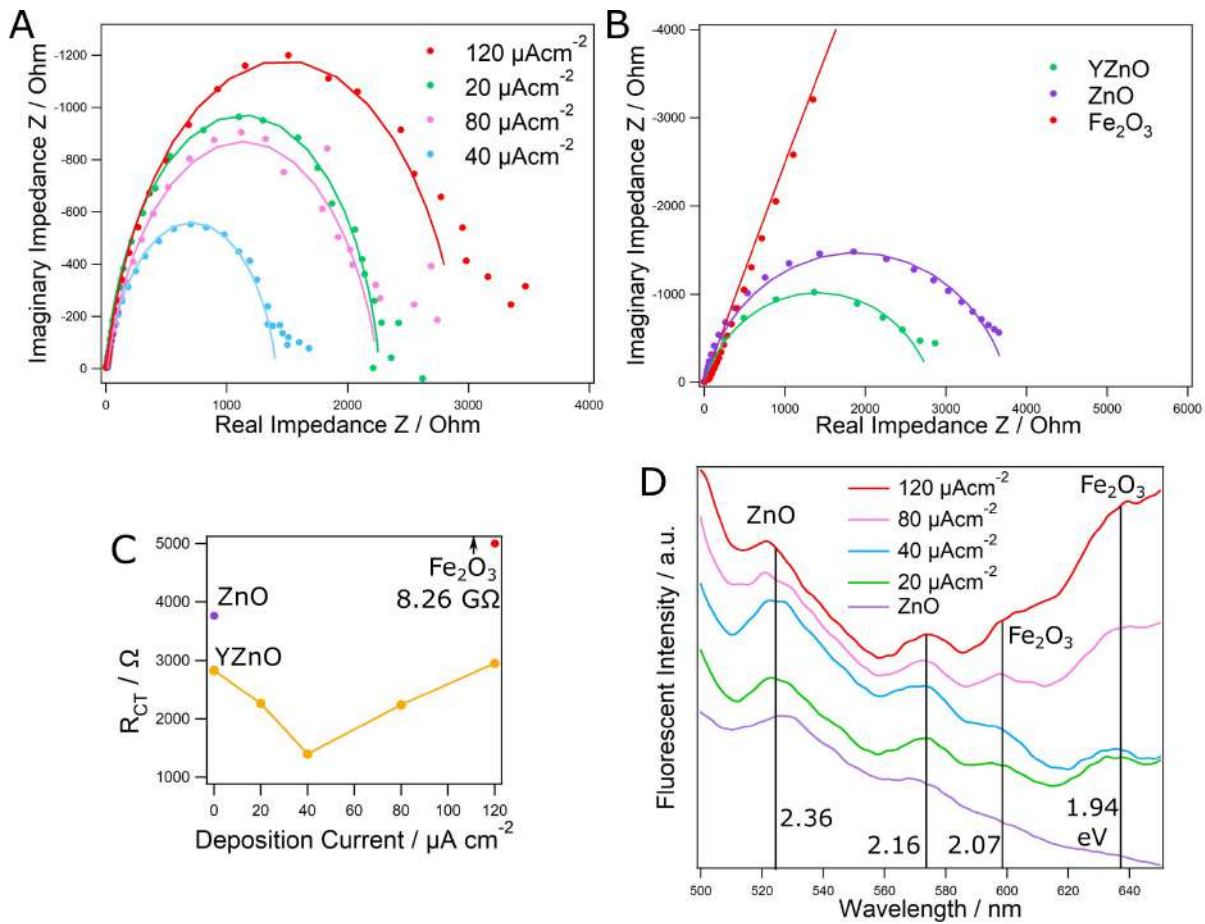 A
-1200
-1000
-800
-600
-400
-200
0
0
1000
2000
3000
4000
Imaginary Impedance Z / Ohm
Real Impedance Z / Ohm
120 µAcm-2
20 µAcm-2
80 µAcm-2
40 µAcm-2
B
-4000
-3000
-2000
-1000
0
0
1000
2000
3000
4000
5000
6000
Imaginary Impedance Z / Ohm
Real Impedance Z / Ohm
YZnO
ZnO
Fe2O3
C
5000
4000
3000
2000
1000
0
20
40
60
80
100
120
RCT / Ω
Deposition Current / µA cm-2
ZnO
YZnO
Fe2O3
8.26 GΩ
D
ZnO
120 µAcm-2
80 µAcm-2
40 µAcm-2
20 µAcm-2
ZnO
Fe2O3
Fe2O3
2.36
2.16
2.07
1.94
eV
Fluorescent Intensity / a.u.
500
520
540
560
580
600
620
640
Wavelength / nm